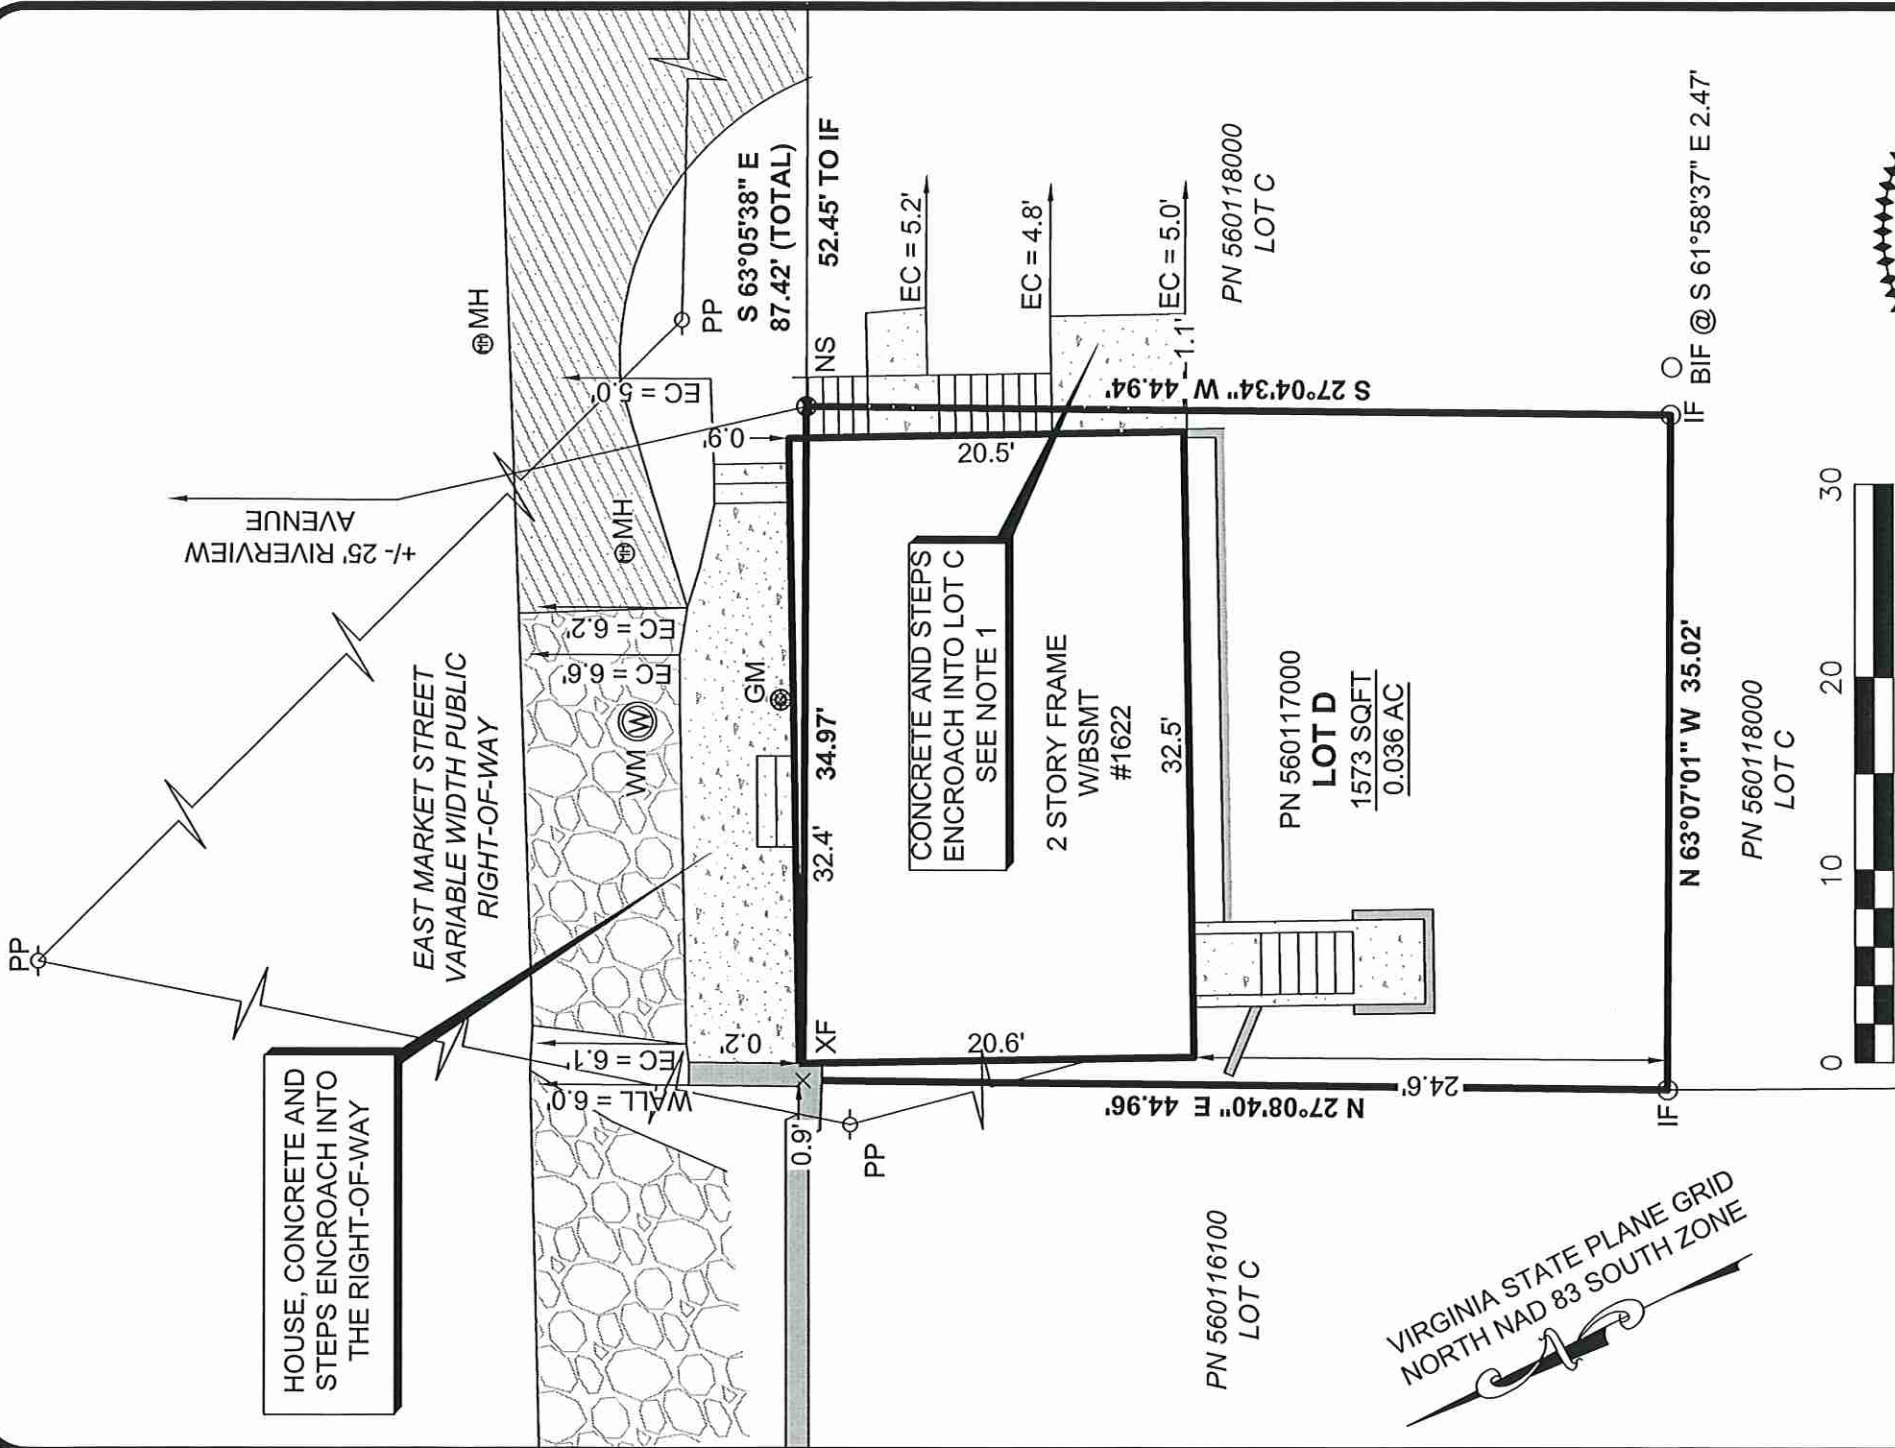 HOUSE, CONCRETE AND
STEPS ENCROACH INTO
THE RIGHT-OF-WAY
PP
EAST MARKET STREET
VARIABLE WIDTH PUBLIC
RIGHT-OF-WAY
+/- 25' RIVERVIEW
AVENUE
MH
MH
PP
S 63°05'38" E
87.42' (TOTAL)
52.45' TO IF
NS
EC = 5.0'
0.9'
EC = 6.2'
EC = 6.6'
WM W
GM
EC = 6.1'
WALL = 6.0'
0.2'
XF
0.9'
PP
32.4'
34.97'
20.5'
20.6'
32.5'
EC = 5.2'
EC = 4.8'
EC = 5.0'
1.1'
CONCRETE AND STEPS
ENCROACH INTO LOT C
SEE NOTE 1
2 STORY FRAME
W/BSMT
#1622
PN 5601118000
LOT C
S 27°04'34" W 44.94'
PN 5601117000
LOT D
1573 SQFT
0.036 AC
N 27°08'40" E 44.96'
24.6'
IF
N 63°07'01" W 35.02'
IF
BIF @ S 61°58'37" E 2.47'
PN 5601118000
LOT C
PN 5601116100
LOT C
VIRGINIA STATE PLANE GRID
NORTH NAD 83 SOUTH ZONE
N
0 10 20 30